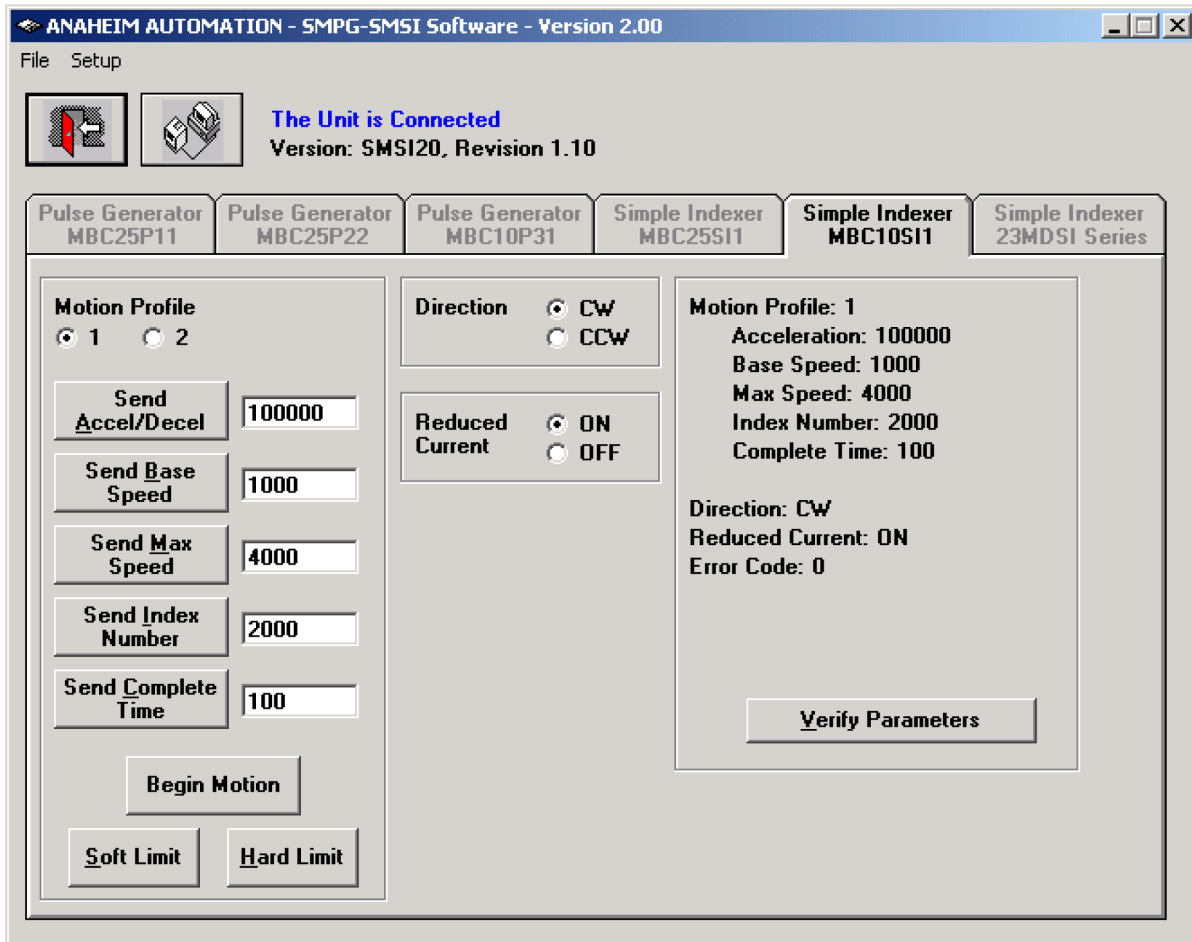 ANAHEIM AUTOMATION - SMPG-SMSI Software - Version 2.00
File Setup
The Unit is Connected
Version: SMSI20, Revision 1.10
Pulse Generator
MBC25P11
Pulse Generator
MBC25P22
Pulse Generator
MBC10P31
Simple Indexer
MBC25SI1
Simple Indexer
MBC10SI1
Simple Indexer
23MDSI Series
Motion Profile
1 2
Send
Accel/Decel
100000
Send Base
Speed
1000
Send Max
Speed
4000
Send Index
Number
2000
Send Complete
Time
100
Begin Motion
Soft Limit
Hard Limit
Direction
CW
CCW
Reduced
Current
ON
OFF
Motion Profile: 1
Acceleration: 100000
Base Speed: 1000
Max Speed: 4000
Index Number: 2000
Complete Time: 100
Direction: CW
Reduced Current: ON
Error Code: 0
Verify Parameters